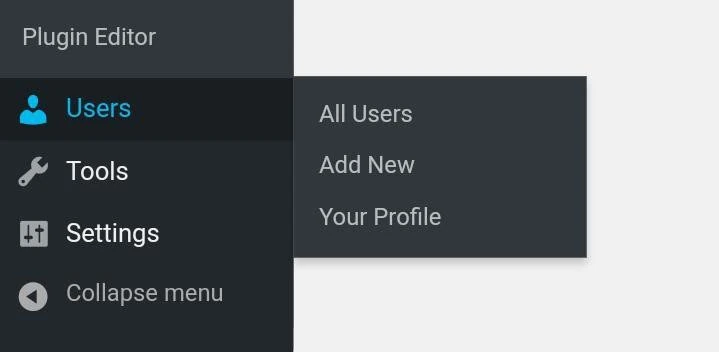 Plugin Editor
Users
All Users
Add New
Your Profile
Tools
Settings
Collapse menu